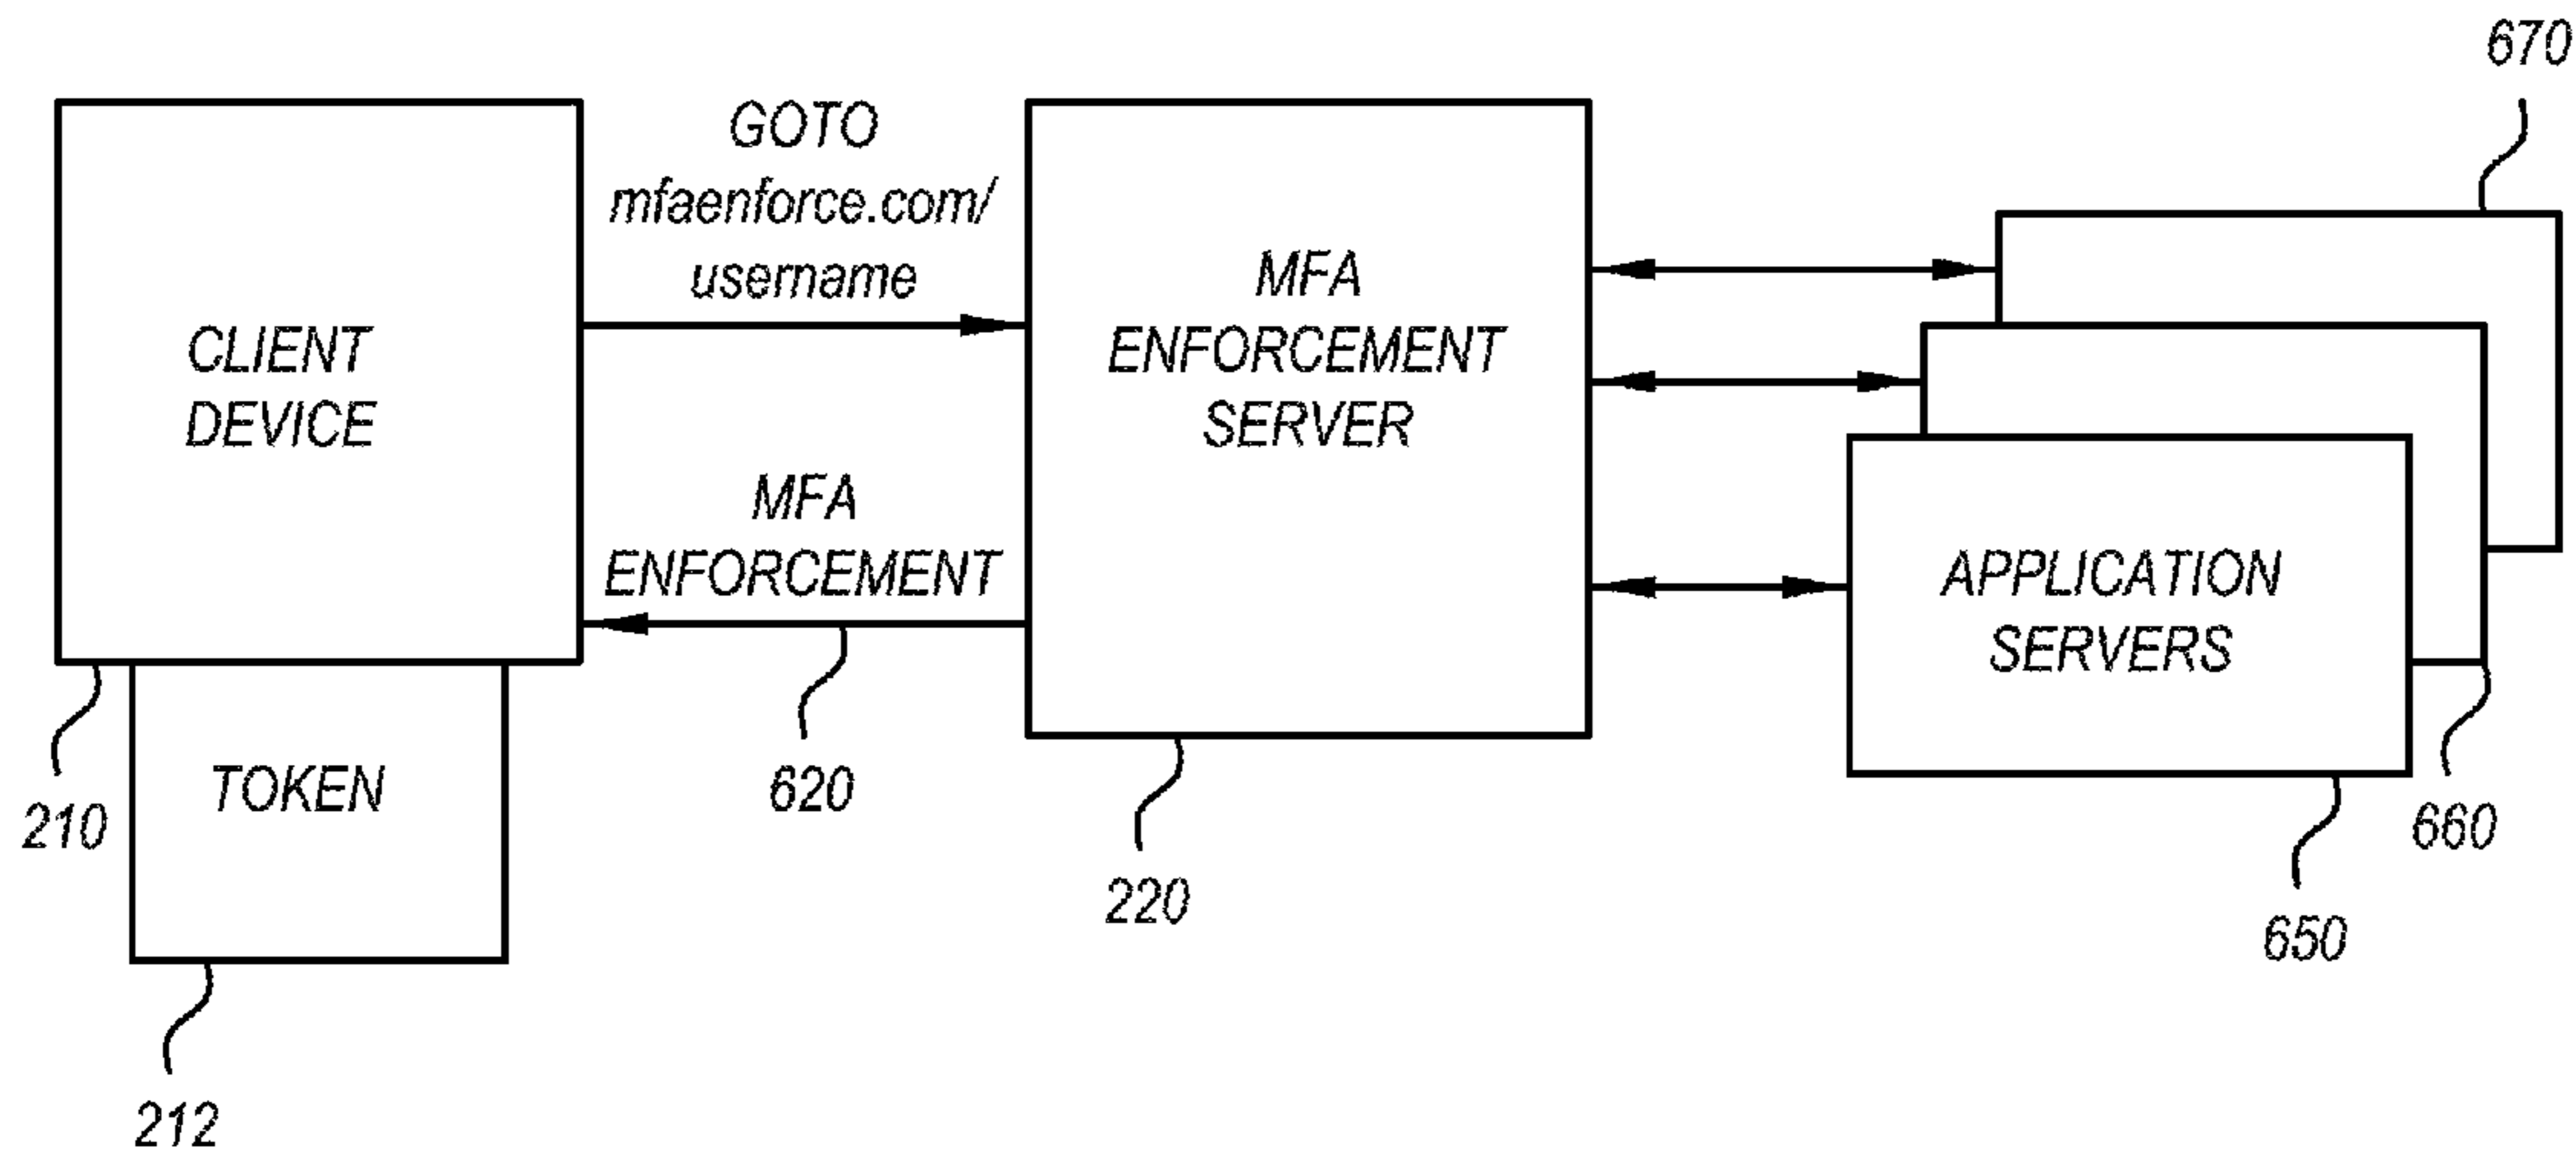 670
GOTO
mfaenforce.com/
username
CLIENT
DEVICE
MFA
ENFORCEMENT
SERVER
MFA
ENFORCEMENT
APPLICATION
SERVERS
TOKEN
210
620
220
660
650
212